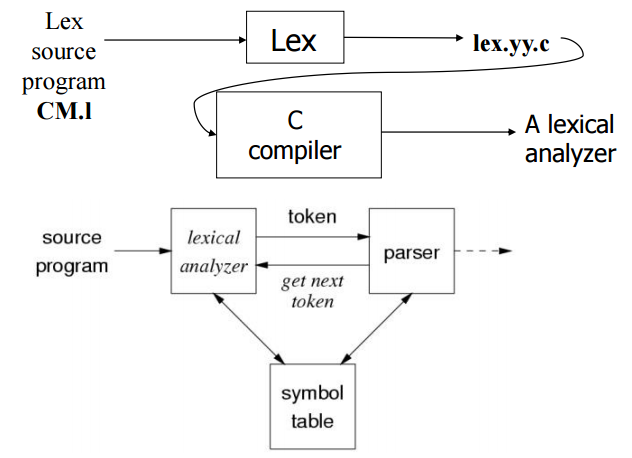 Lex
source
program
CM.l
Lex
lex.yy.c
C
compiler
A lexical
analyzer
source
program
lexical
analyzer
token
get next
token
parser
symbol
table